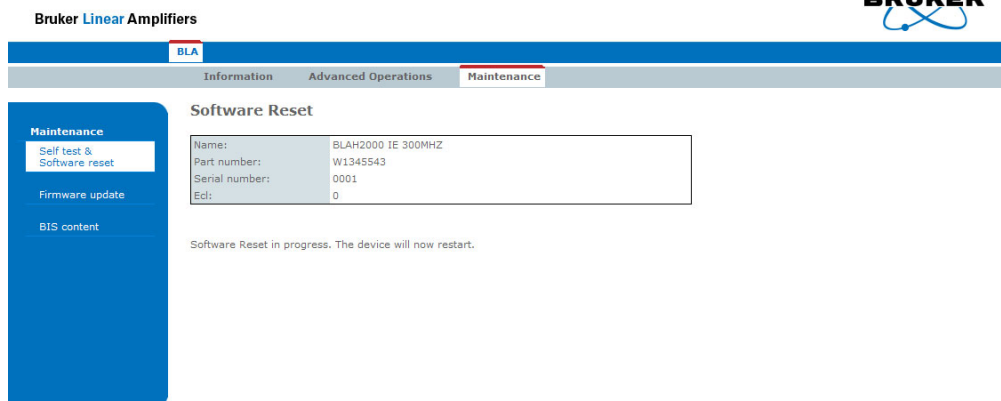 Bruker Linear Amplifiers
BRUKER
BLA
Information Advanced Operations Maintenance
Software Reset
Maintenance
Self test &
Software reset
Firmware update
BIS content
Name: BLAH2000 IE 300MHZ
Part number: W1345543
Serial number: 0001
Ecl: 0
Software Reset in progress. The device will now restart.